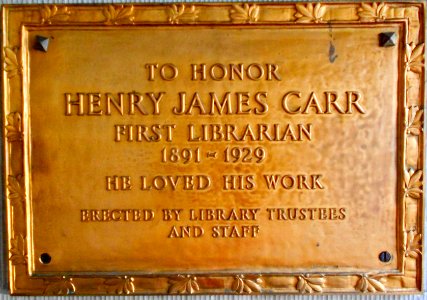 TO HONOR
HENRY JAMES CARR
FIRST LIBRARIAN
1891 - 1929
HE LOVED HIS WORK
ERECTED BY LIBRARY TRUSTEES
AND STAFF